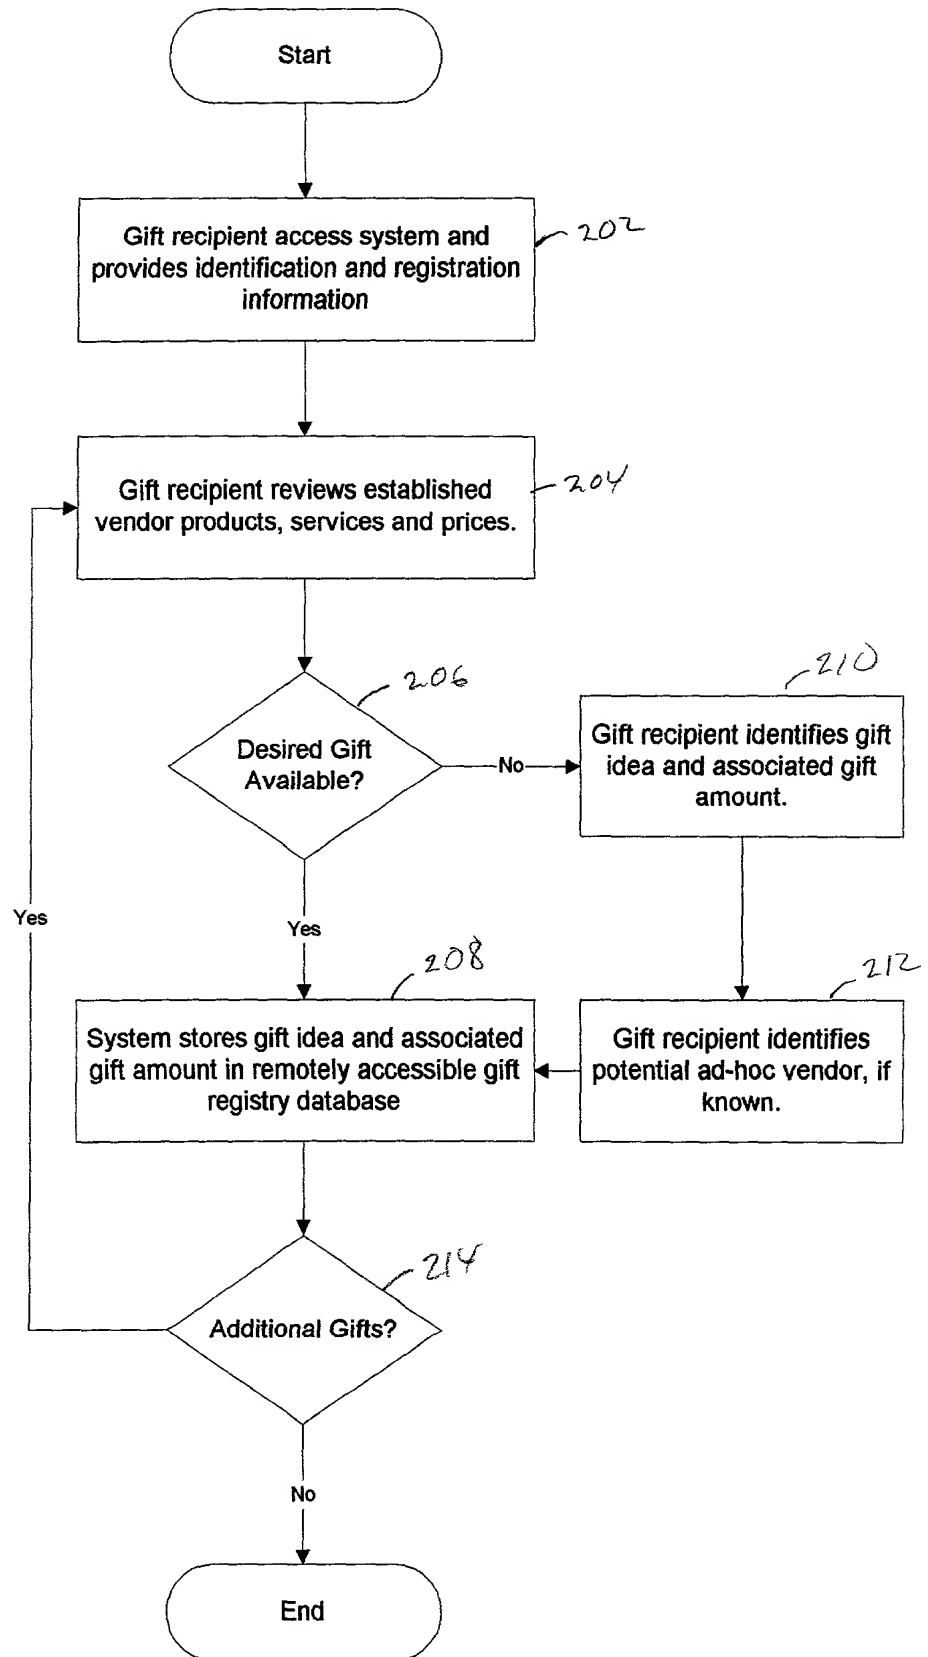 Start
Gift recipient access system and
provides identification and registration
information
202
Gift recipient reviews established
vendor products, services and prices.
204
206
Desired Gift
Available?
No
210
Gift recipient identifies gift
idea and associated gift
amount.
Yes
Yes
208
System stores gift idea and associated
gift amount in remotely accessible gift
registry database
212
Gift recipient identifies
potential ad-hoc vendor, if
known.
214
Additional Gifts?
No
End